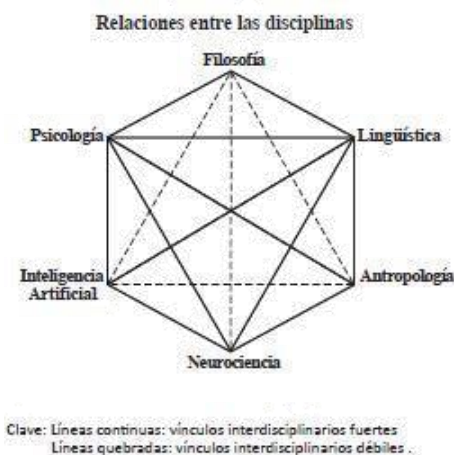 Relaciones entre las disciplinas
Filosofía
Psicología
Lingüística
Inteligencia
Artificial
Antropología
Neurociencia
Clave: Líneas continuas: vínculos interdisciplinarios fuertes
Líneas quebradas: vínculos interdisciplinarios débiles .